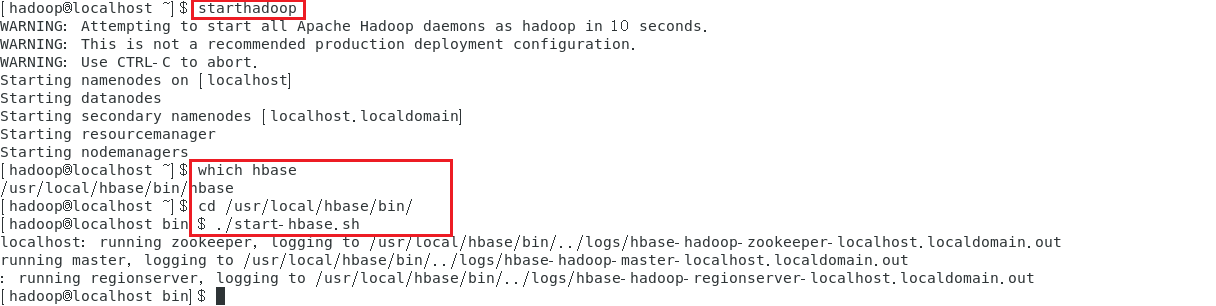 [hadoop@localhost ~]$ starthadoop
WARNING: Attempting to start all Apache Hadoop daemons as hadoop in 10 seconds.
WARNING: This is not a recommended production deployment configuration.
WARNING: Use CTRL-C to abort.
Starting namenodes on [localhost]
Starting datanodes
Starting secondary namenodes [localhost.localdomain]
Starting resourcemanager
Starting nodemanagers
[hadoop@localhost ~]$ which hbase
/usr/local/hbase/bin/hbase
[hadoop@localhost ~]$ cd /usr/local/hbase/bin/
[hadoop@localhost bin]$ ./start-hbase.sh
localhost: running zookeeper, logging to /usr/local/hbase/bin/../logs/hbase-hadoop-zookeeper-localhost.localdomain.out
running master, logging to /usr/local/hbase/bin/../logs/hbase-hadoop-master-localhost.localdomain.out
: running regionserver, logging to /usr/local/hbase/bin/../logs/hbase-hadoop-regionserver-localhost.localdomain.out
[hadoop@localhost bin]$